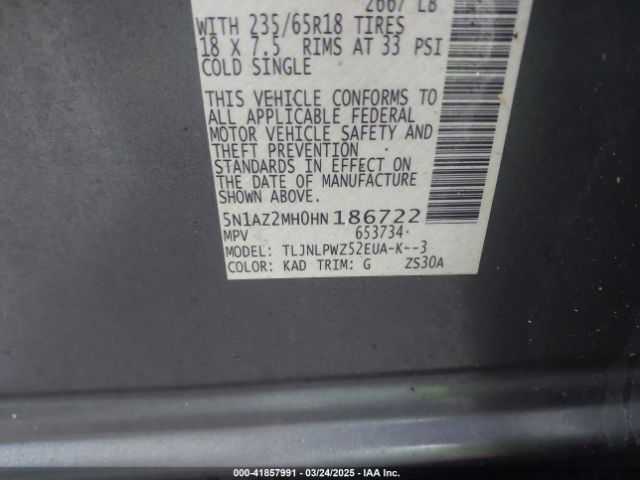 2667 LB
WITH 235/65R18 TIRES
18 X 7.5 RIMS AT 33 PSI
COLD SINGLE
THIS VEHICLE CONFORMS TO
ALL APPLICABLE FEDERAL
MOTOR VEHICLE SAFETY AND
THEFT PREVENTION
STANDARDS IN EFFECT ON
THE DATE OF MANUFACTURE
SHOWN ABOVE.
5N1AZ2MH0HN186722
MPV 653734
MODEL: TLJNLPWZ52EUA-K--3
COLOR: KAD TRIM: G ZS30A
000-41857991 — 03/24/2025 — IAA Inc.